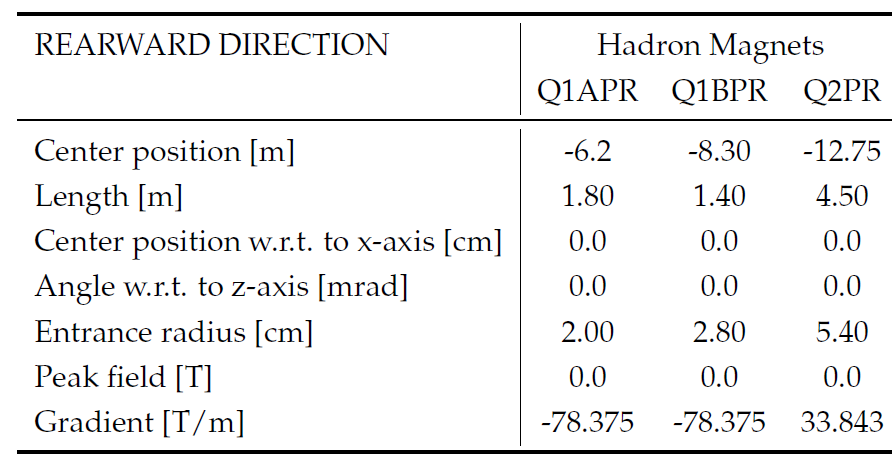 REARWARD DIRECTION Hadron Magnets
Q1APR Q1BPR Q2PR
Center position [m] -6.2 -8.30 -12.75
Length [m] 1.80 1.40 4.50
Center position w.r.t. to x-axis [cm] 0.0 0.0 0.0
Angle w.r.t. to z-axis [mrad] 0.0 0.0 0.0
Entrance radius [cm] 2.00 2.80 5.40
Peak field [T] 0.0 0.0 0.0
Gradient [T/m] -78.375 -78.375 33.843